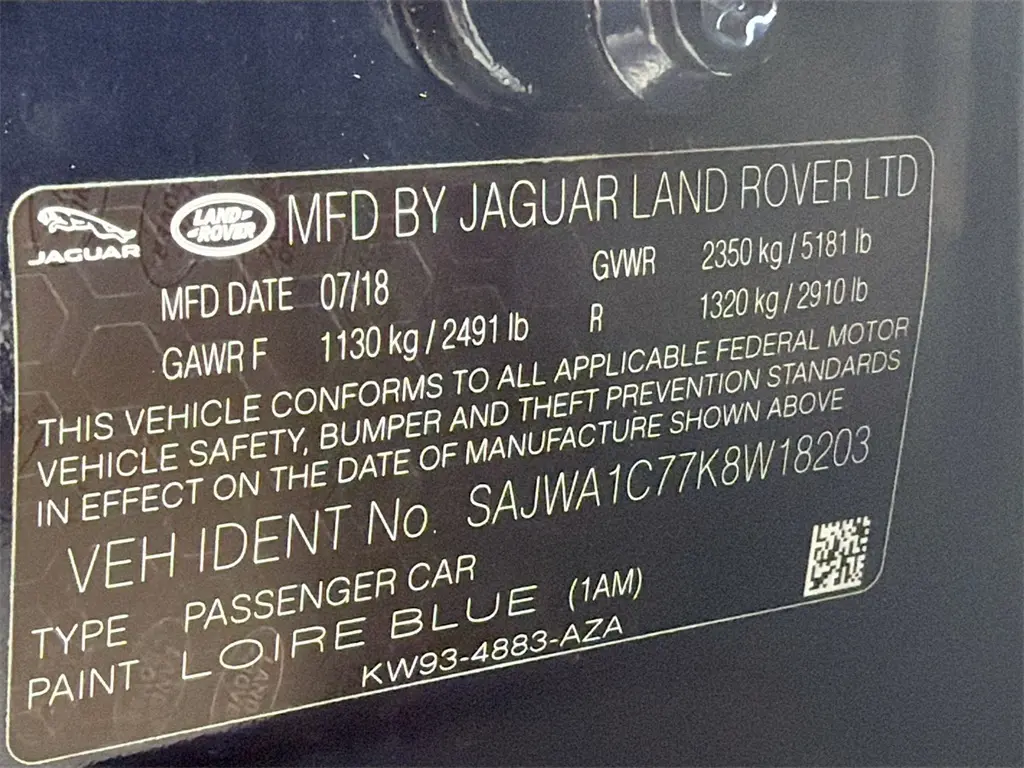 JAGUAR
LAND ROVER
MFD BY JAGUAR LAND ROVER LTD
MFD DATE 07/18 GVWR 2350 kg / 5181 lb
GAWR F 1130 kg / 2491 lb R 1320 kg / 2910 lb
THIS VEHICLE CONFORMS TO ALL APPLICABLE FEDERAL MOTOR
VEHICLE SAFETY, BUMPER AND THEFT PREVENTION STANDARDS
IN EFFECT ON THE DATE OF MANUFACTURE SHOWN ABOVE
VEH IDENT No. SAJWA1C77K8W18203
TYPE PASSENGER CAR
PAINT LOIRE BLUE (1AM)
KW93-4883-AZA